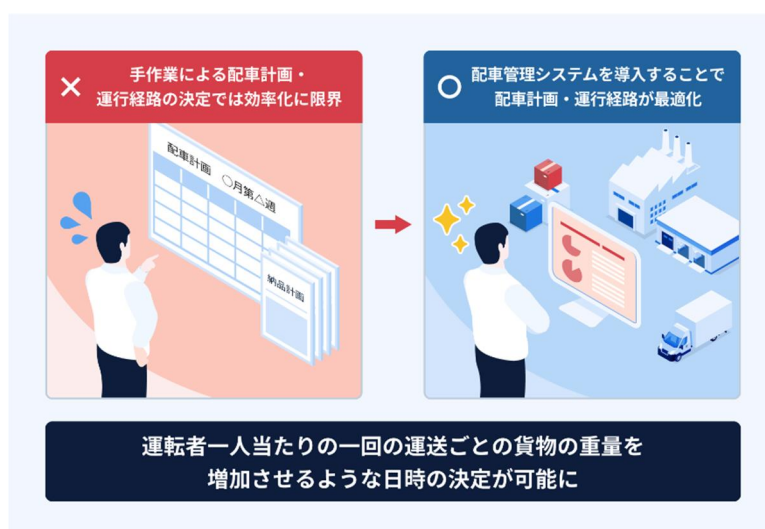 手作業による配車計画・
運行経路の決定では効率化に限界
配車管理システムを導入することで
配車計画・運行経路が最適化
配車計画 ○月第△週
納品計画
運転者一人当たりの一回の運送ごとの貨物の重量を
増加させるような日時の決定が可能に